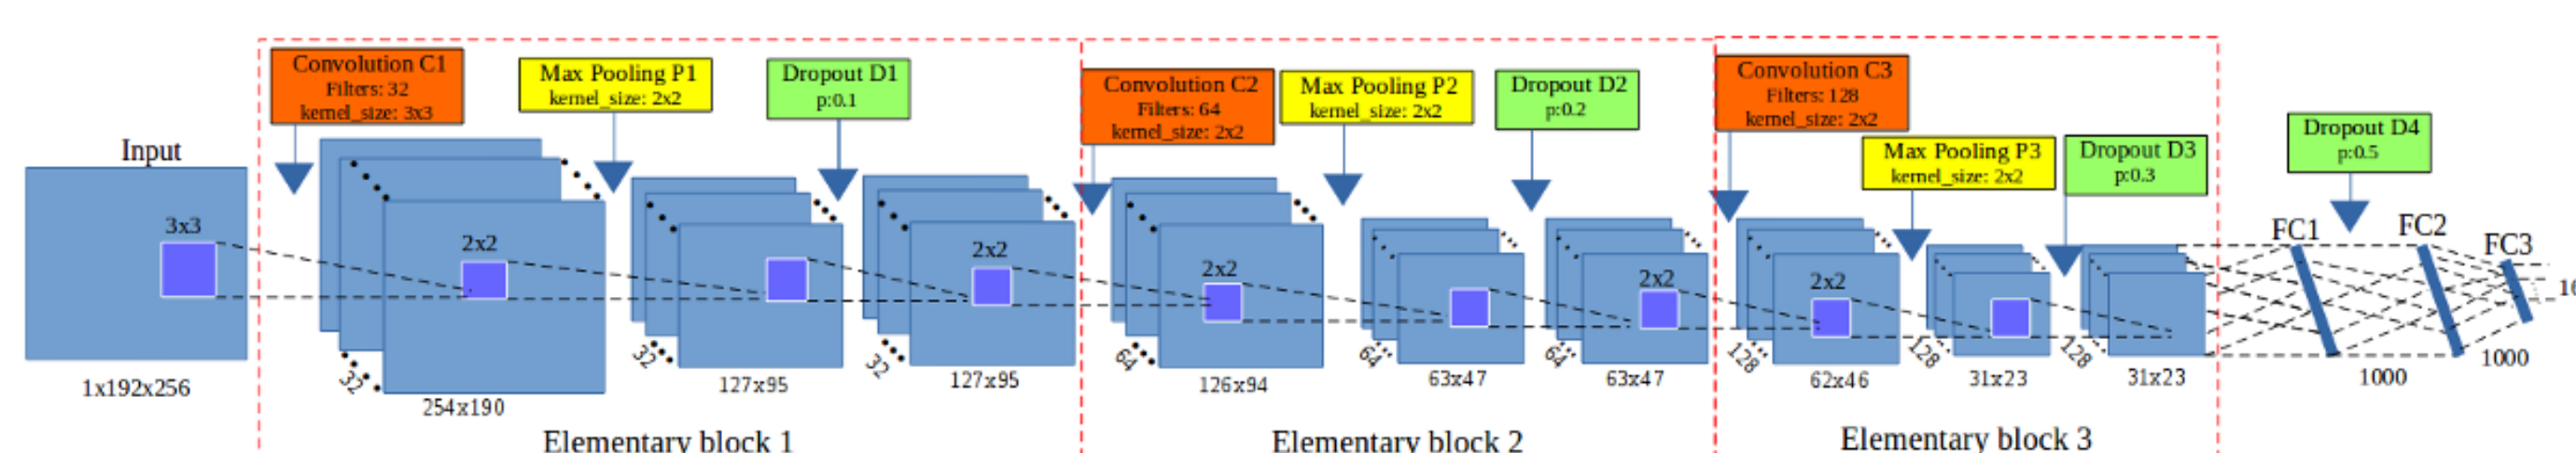 Input
3x3
1x192x256
Convolution C1
Filters: 32
kernel_size: 3x3
2x2
32
254x190
Max Pooling P1
kernel_size: 2x2
32
127x95
Dropout D1
p:0.1
2x2
32
127x95
Elementary block 1
Convolution C2
Filters: 64
kernel_size: 2x2
2x2
64
126x94
Max Pooling P2
kernel_size: 2x2
64
63x47
Dropout D2
p:0.2
2x2
64
63x47
Elementary block 2
Convolution C3
Filters: 128
kernel_size: 2x2
2x2
128
62x46
Max Pooling P3
kernel_size: 2x2
128
31x23
Dropout D3
p:0.3
128
31x23
Elementary block 3
Dropout D4
p:0.5
FC1
FC2
FC3
1000
1000